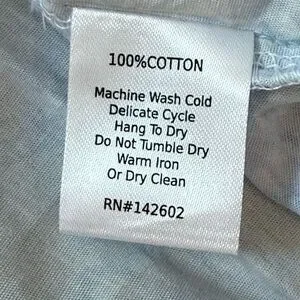 100%COTTON
Machine Wash Cold
Delicate Cycle
Hang To Dry
Do Not Tumble Dry
Warm Iron
Or Dry Clean
RN#142602